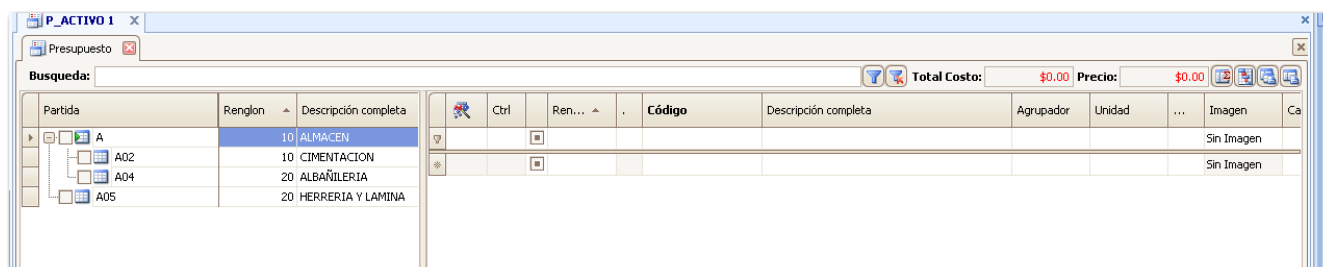 P_ACTIVO 1 X
Presupuesto
Busqueda: Total Costo: $0.00 Precio: $0.00
Partida Renglon Descripción completa Ctrl Ren... . Código Descripción completa Agrupador Unidad ... Imagen Ca
A 10 ALMACEN Sin Imagen
A02 10 CIMENTACION Sin Imagen
A04 20 ALBAÑILERIA
A05 20 HERRERIA Y LAMINA